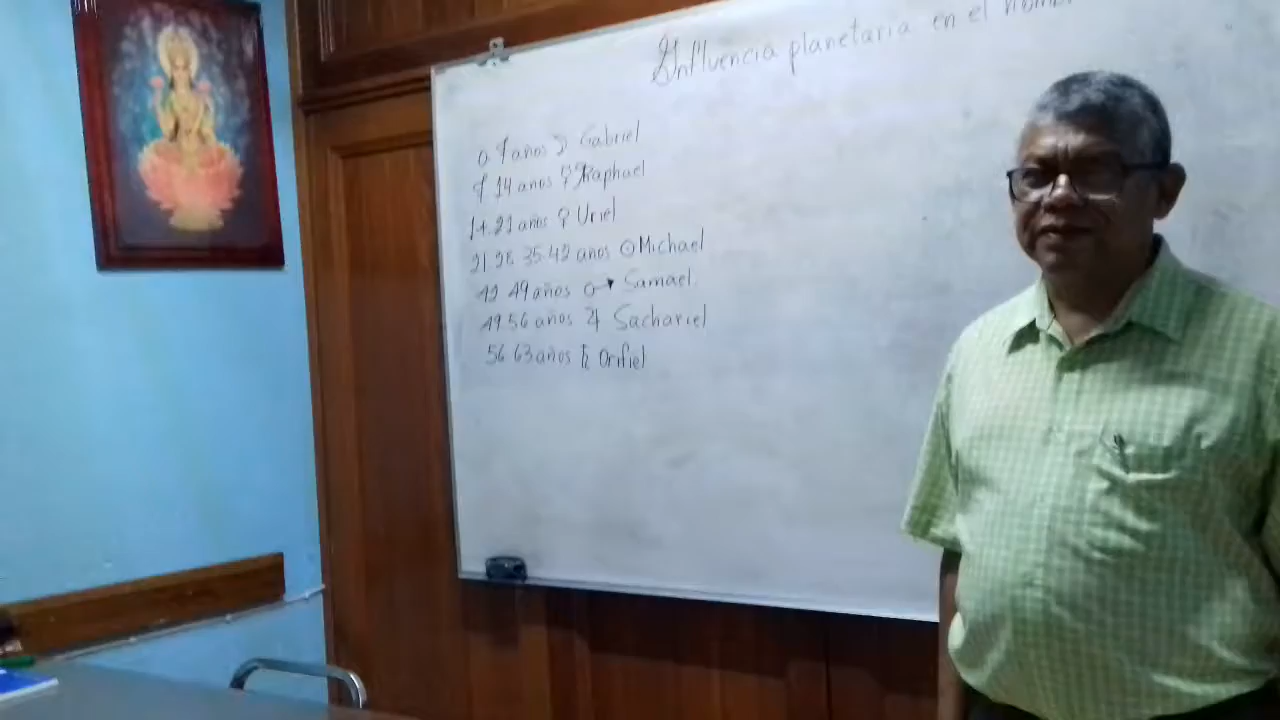 Influencia planetaria en el hombre
0 7 años ☽ Gabriel
7 14 años ☿ Raphael
14 21 años ♀ Uriel
21 28 35 42 años ☉ Michael
42 49 años ♂ Samael
49 56 años ♃ Sachariel
56 63 años ♄ Orifiel